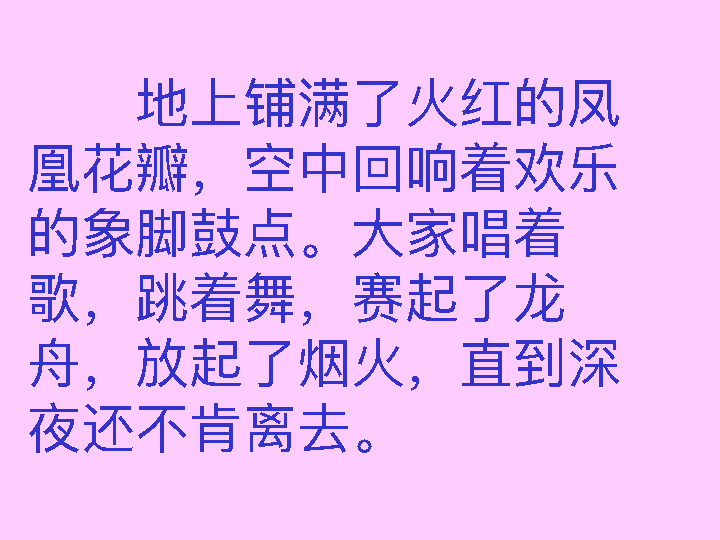 地上铺满了火红的凤
凰花瓣，空中回响着欢乐
的象脚鼓点。大家唱着
歌，跳着舞，赛起了龙
舟，放起了烟火，直到深
夜还不肯离去。